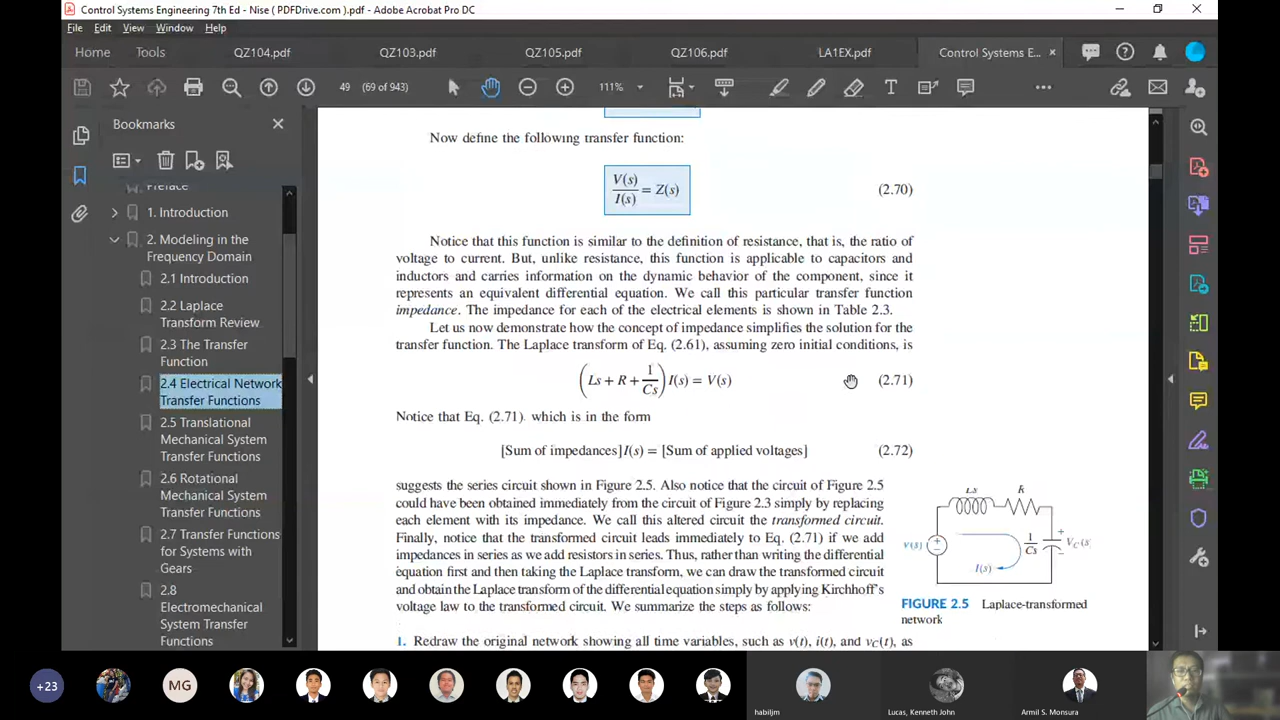 Control Systems Engineering 7th Ed - Nise ( PDFDrive.com ).pdf - Adobe Acrobat Pro DC
File Edit View Window Help
Home Tools QZ104.pdf QZ103.pdf QZ105.pdf QZ106.pdf LA1EX.pdf Control Systems E... ×
49 (69 of 943) 111%
Bookmarks
Preface
1. Introduction
2. Modeling in the
Frequency Domain
2.1 Introduction
2.2 Laplace
Transform Review
2.3 The Transfer
Function
2.4 Electrical Network
Transfer Functions
2.5 Translational
Mechanical System
Transfer Functions
2.6 Rotational
Mechanical System
Transfer Functions
2.7 Transfer Functions
for Systems with
Gears
2.8
Electromechanical
System Transfer
Functions
Now define the following transfer function:
V(s)/I(s) = Z(s) (2.70)
Notice that this function is similar to the definition of resistance, that is, the ratio of
voltage to current. But, unlike resistance, this function is applicable to capacitors and
inductors and carries information on the dynamic behavior of the component, since it
represents an equivalent differential equation. We call this particular transfer function
impedance. The impedance for each of the electrical elements is shown in Table 2.3.
Let us now demonstrate how the concept of impedance simplifies the solution for the
transfer function. The Laplace transform of Eq. (2.61), assuming zero initial conditions, is
(Ls + R + 1/Cs) I(s) = V(s) (2.71)
Notice that Eq. (2.71), which is in the form
[Sum of impedances]I(s) = [Sum of applied voltages] (2.72)
suggests the series circuit shown in Figure 2.5. Also notice that the circuit of Figure 2.5
could have been obtained immediately from the circuit of Figure 2.3 simply by replacing
each element with its impedance. We call this altered circuit the transformed circuit.
Finally, notice that the transformed circuit leads immediately to Eq. (2.71) if we add
impedances in series as we add resistors in series. Thus, rather than writing the differential
equation first and then taking the Laplace transform, we can draw the transformed circuit
and obtain the Laplace transform of the differential equation simply by applying Kirchhoff's
voltage law to the transformed circuit. We summarize the steps as follows:
1. Redraw the original network showing all time variables, such as v(t), i(t), and vC(t), as
Ls R
V(s) + − 1/Cs + − VC(s)
I(s)
FIGURE 2.5 Laplace-transformed
network
+23 MG
habiljm Lucas, Kenneth John Armil S. Monsura